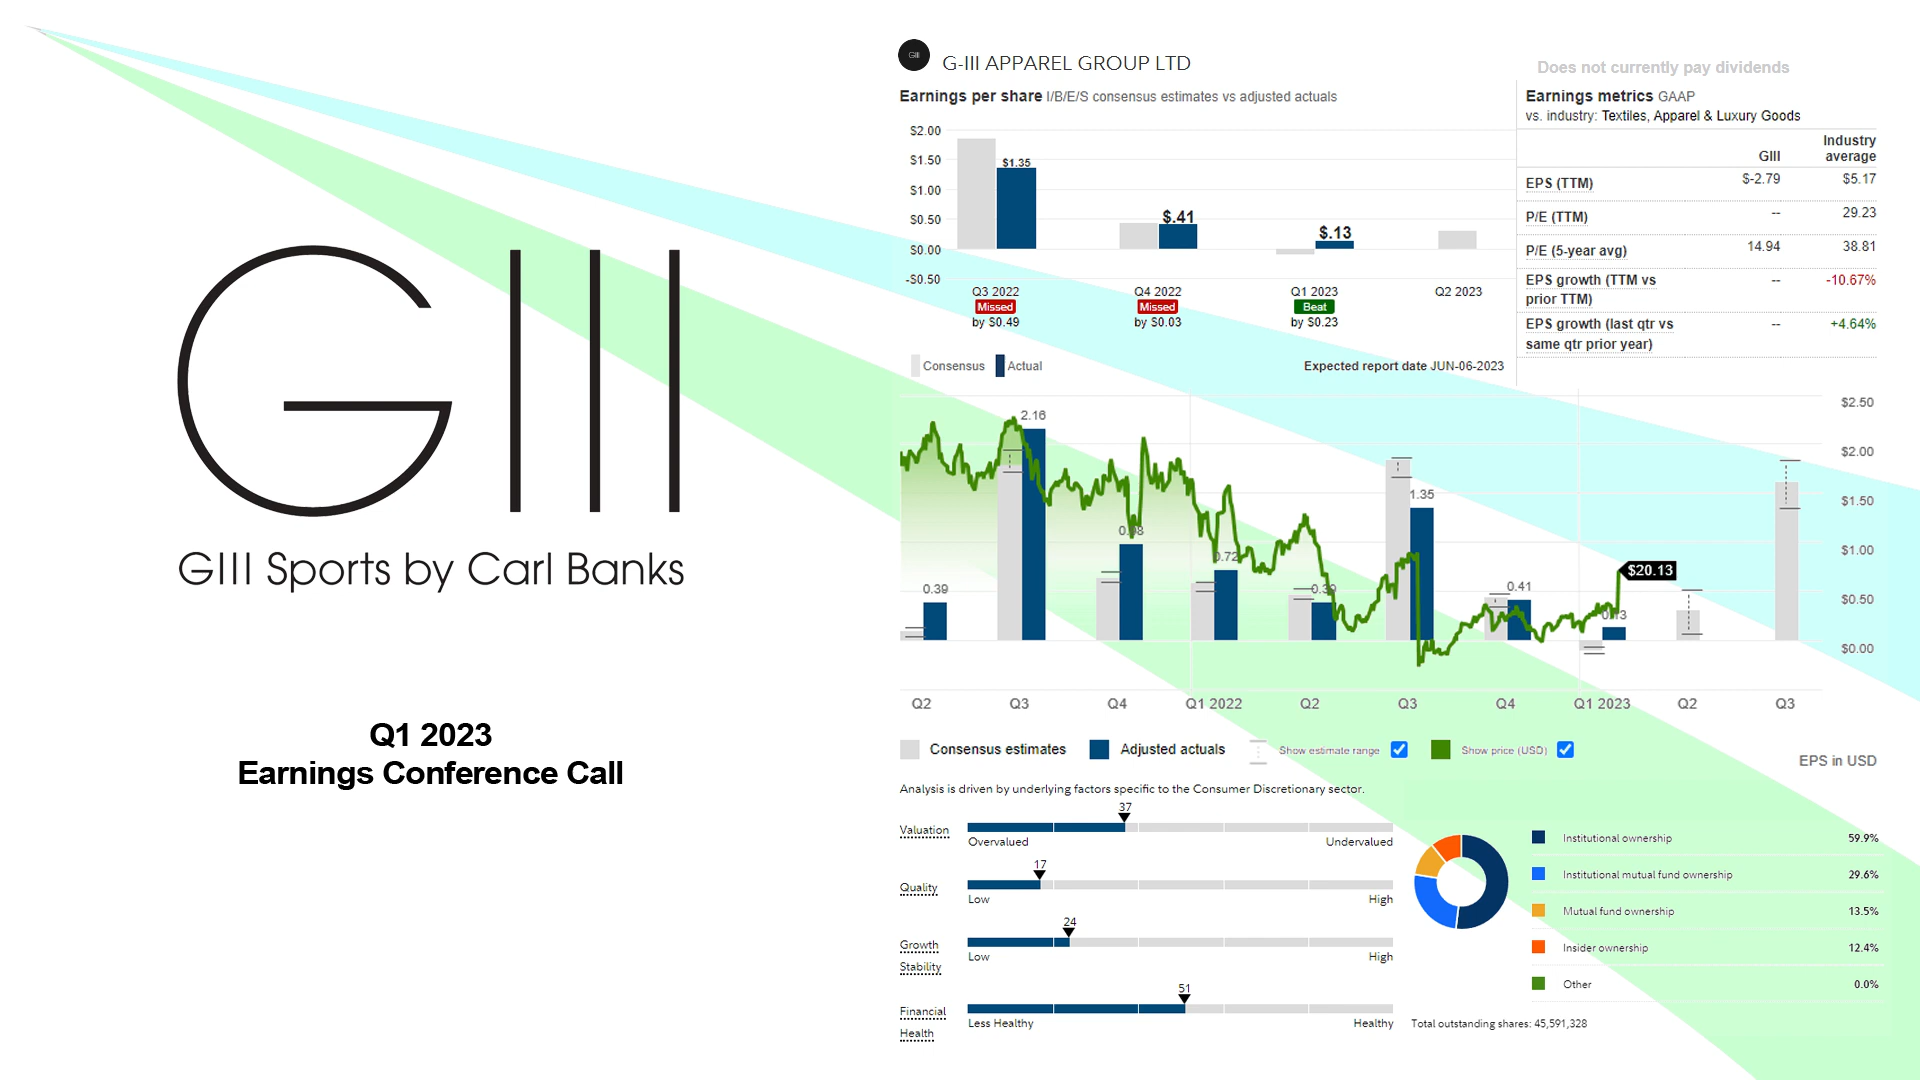 GIII
GIII Sports by Carl Banks
Q1 2023
Earnings Conference Call
GIII
G-III APPAREL GROUP LTD
Does not currently pay dividends
Earnings per share I/B/E/S consensus estimates vs adjusted actuals
$2.00
$1.50
$1.00
$0.50
$0.00
-$0.50
$1.35
$.41
$.13
Q3 2022
Missed
by $0.49
Q4 2022
Missed
by $0.03
Q1 2023
Beat
by $0.23
Q2 2023
Consensus
Actual
Expected report date JUN-06-2023
Earnings metrics GAAP
vs. industry: Textiles, Apparel & Luxury Goods
GIII
Industry
average
EPS (TTM) $-2.79 $5.17
P/E (TTM) -- 29.23
P/E (5-year avg) 14.94 38.81
EPS growth (TTM vs
prior TTM) -- -10.67%
EPS growth (last qtr vs
same qtr prior year) -- +4.64%
0.39
2.16
0.98
0.72
0.39
1.35
0.41
0.13
$20.13
$2.50
$2.00
$1.50
$1.00
$0.50
$0.00
Q2 Q3 Q4 Q1 2022 Q2 Q3 Q4 Q1 2023 Q2 Q3
Consensus estimates
Adjusted actuals
Show estimate range
Show price (USD)
EPS in USD
Analysis is driven by underlying factors specific to the Consumer Discretionary sector.
Valuation
37
Overvalued Undervalued
Quality
17
Low High
Growth
Stability
24
Low High
Financial
Health
51
Less Healthy Healthy
Institutional ownership 59.9%
Institutional mutual fund ownership 29.6%
Mutual fund ownership 13.5%
Insider ownership 12.4%
Other 0.0%
Total outstanding shares: 45,591,328